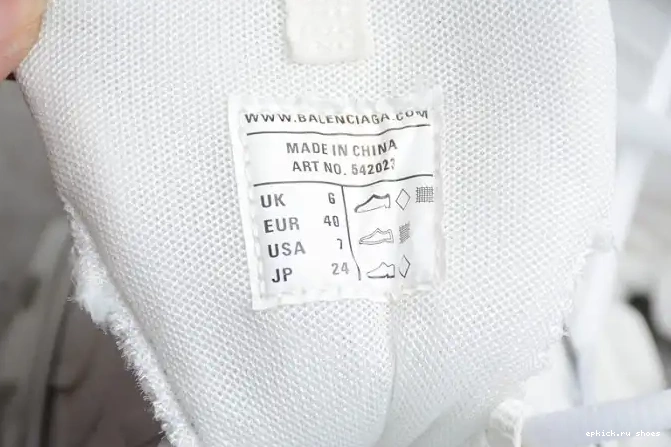 WWW.BALENCIAGA.COM
MADE IN CHINA
ART NO. 542023
UK 6
EUR 40
USA 7
JP 24
epkick.ru shoes